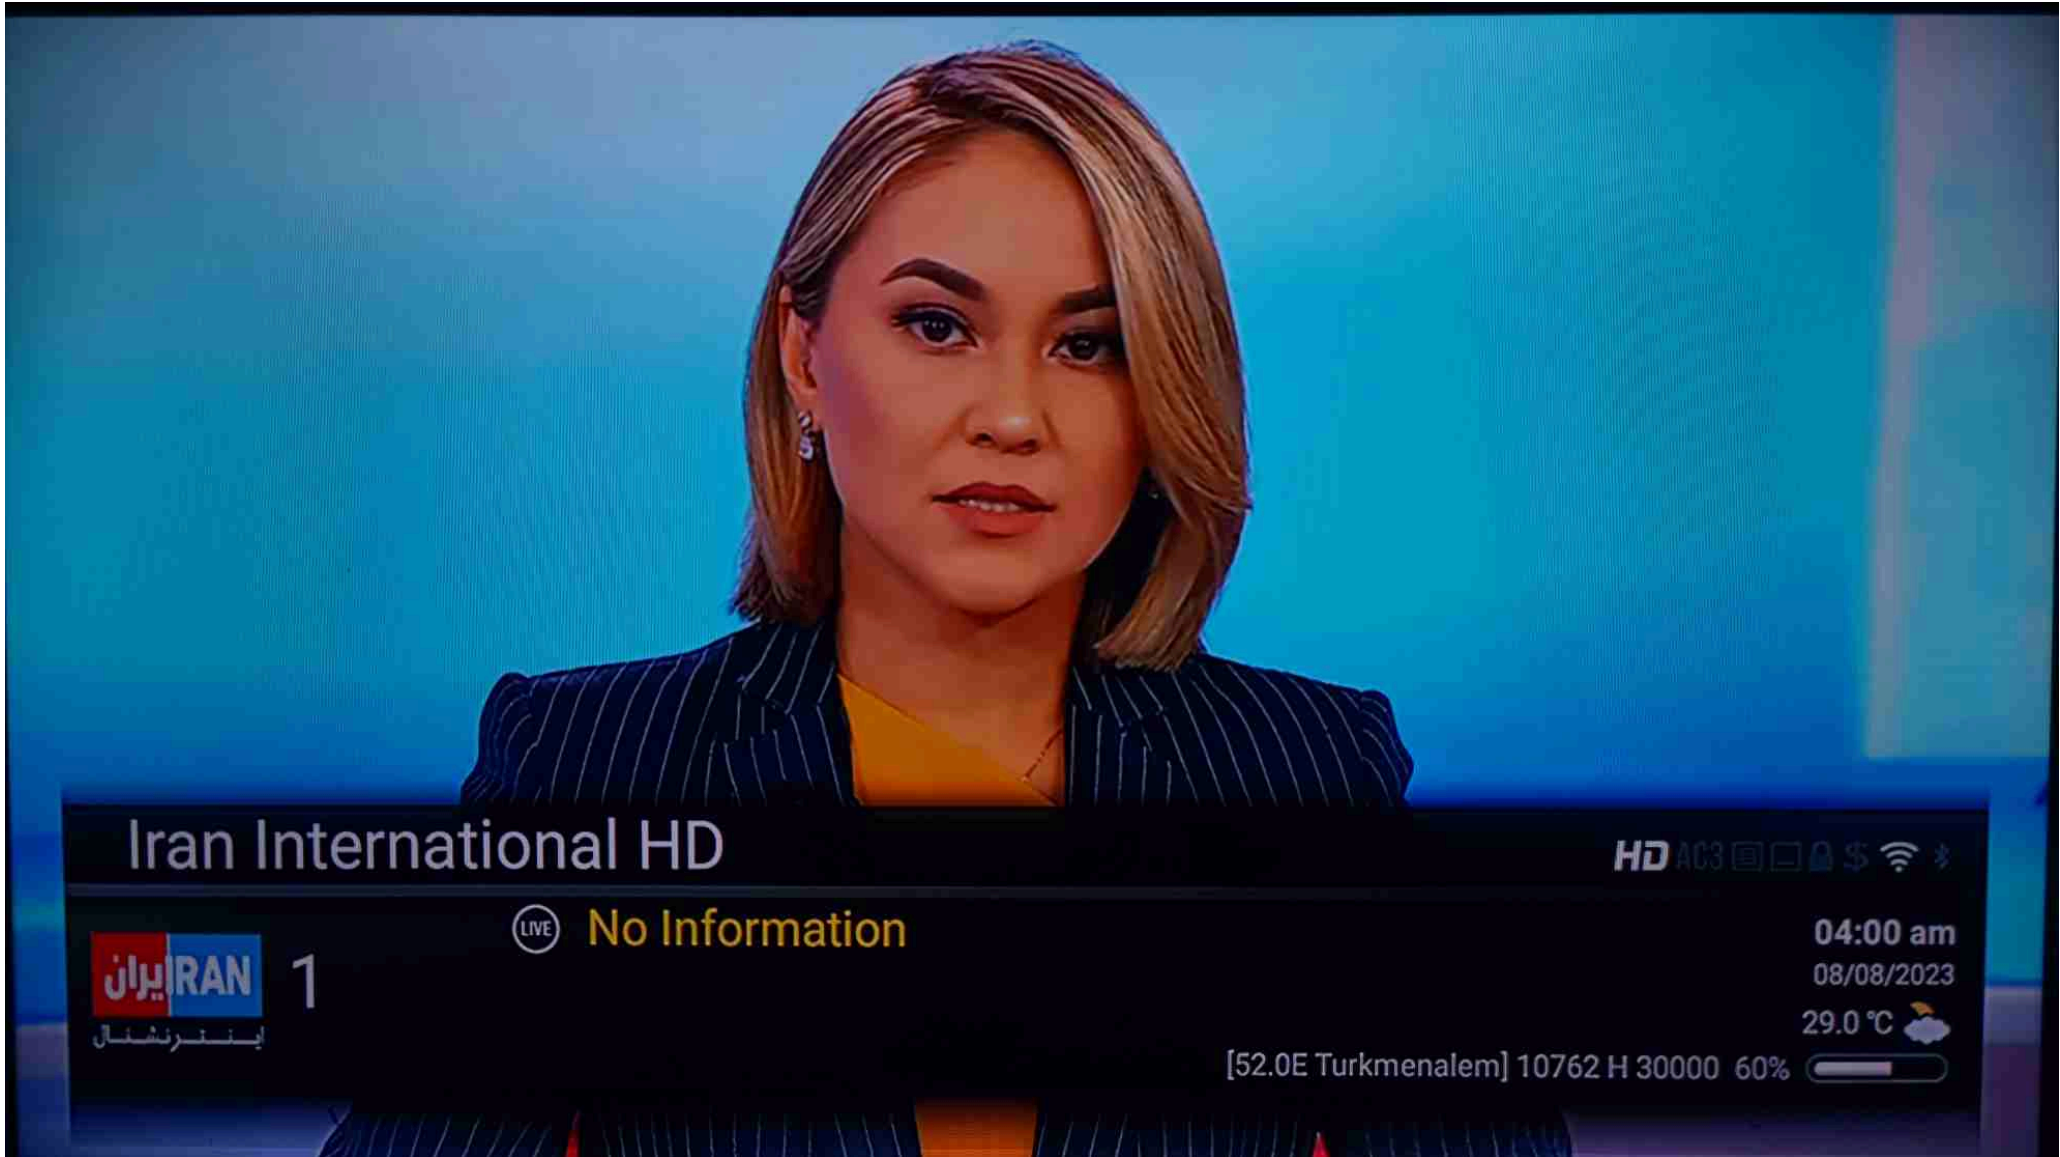 Iran International HD
HD AC3 $
LIVE No Information
04:00 am
ایران IRAN
1
08/08/2023
اینترنشنال
29.0 °C
[52.0E Turkmenalem] 10762 H 30000 60%